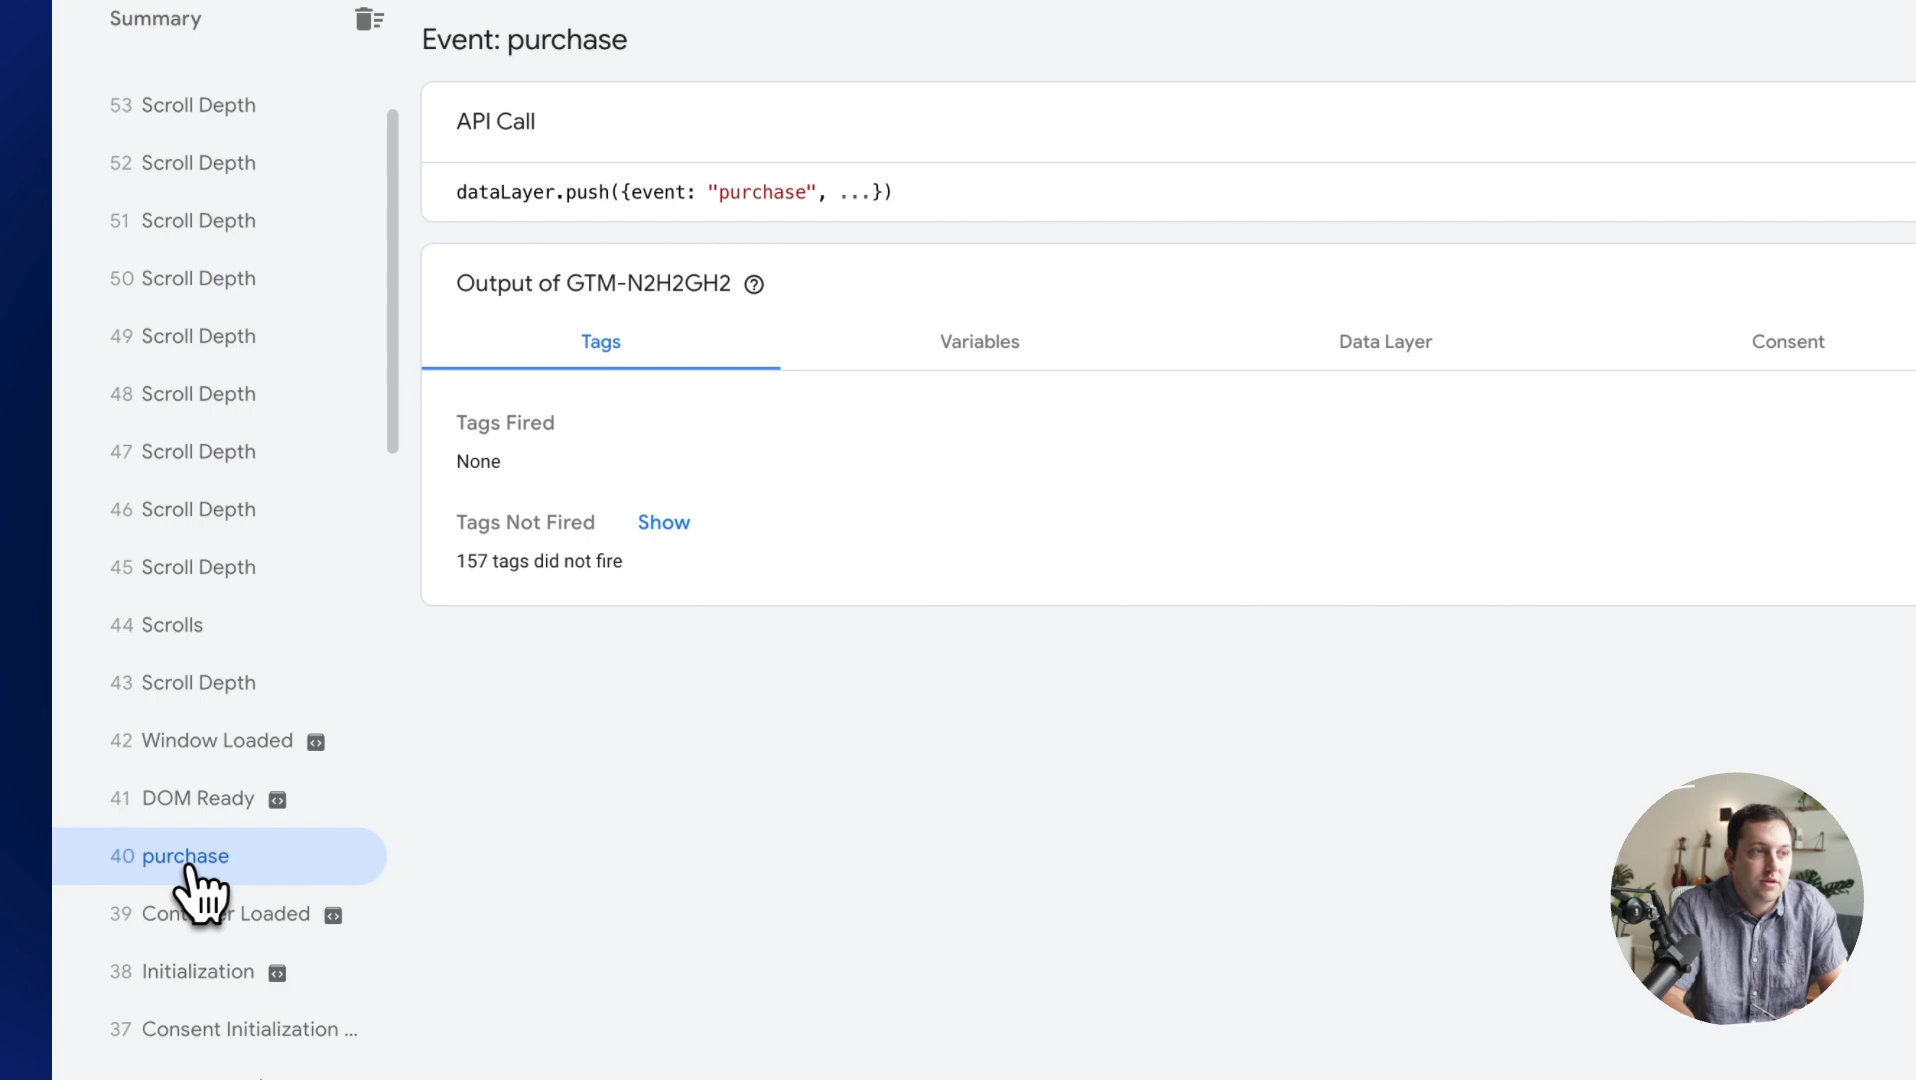 Summary
53 Scroll Depth
52 Scroll Depth
51 Scroll Depth
50 Scroll Depth
49 Scroll Depth
48 Scroll Depth
47 Scroll Depth
46 Scroll Depth
45 Scroll Depth
44 Scrolls
43 Scroll Depth
42 Window Loaded
41 DOM Ready
40 purchase
39 Loaded
38 Initialization
37 Consent Initialization ...
Event: purchase
API Call
dataLayer.push({event: "purchase", ...})
Output of GTM-N2H2GH2
Tags Variables Data Layer Consent
Tags Fired
None
Tags Not Fired Show
157 tags did not fire